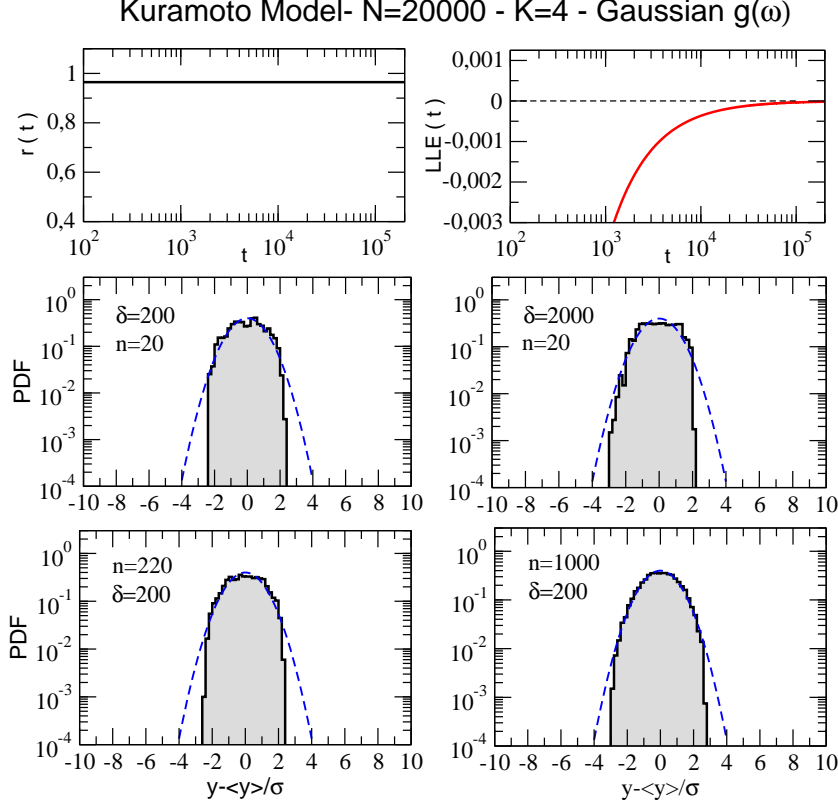 Kuramoto Model- N=20000 - K=4 - Gaussian g(ω)
1
0,8
0,6
0,4
r ( t )
10^2 10^3 10^4 10^5
t
0,001
0
-0,001
-0,002
-0,003
LLE ( t )
10^2 10^3 10^4 10^5
t
10^0
10^-1
10^-2
10^-3
10^-4
PDF
δ=200
n=20
-10 -8 -6 -4 -2 0 2 4 6 8 10
10^0
10^-1
10^-2
10^-3
10^-4
δ=2000
n=20
-10 -8 -6 -4 -2 0 2 4 6 8 10
10^0
10^-1
10^-2
10^-3
10^-4
PDF
n=220
δ=200
-10 -8 -6 -4 -2 0 2 4 6 8 10
y-<y>/σ
10^0
10^-1
10^-2
10^-3
10^-4
n=1000
δ=200
-10 -8 -6 -4 -2 0 2 4 6 8 10
y-<y>/σ